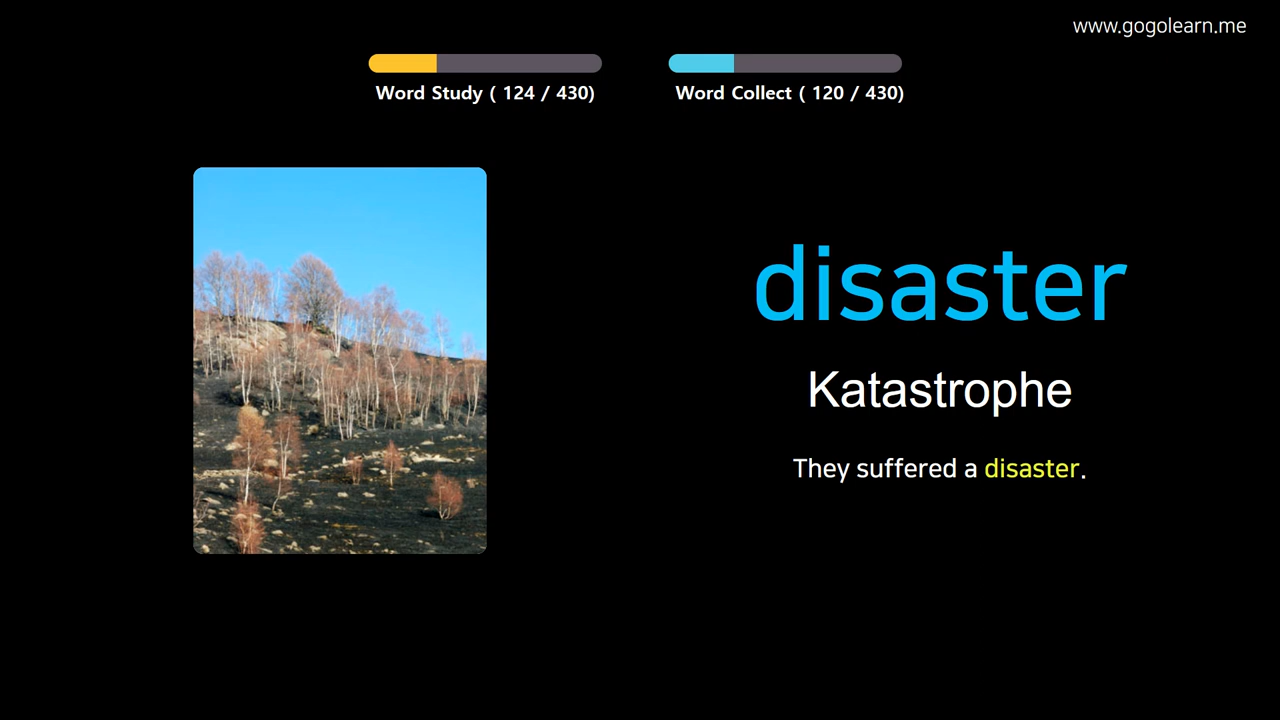 www.gogolearn.me
Word Study ( 124 / 430)
Word Collect ( 120 / 430)
disaster
Katastrophe
They suffered a disaster.